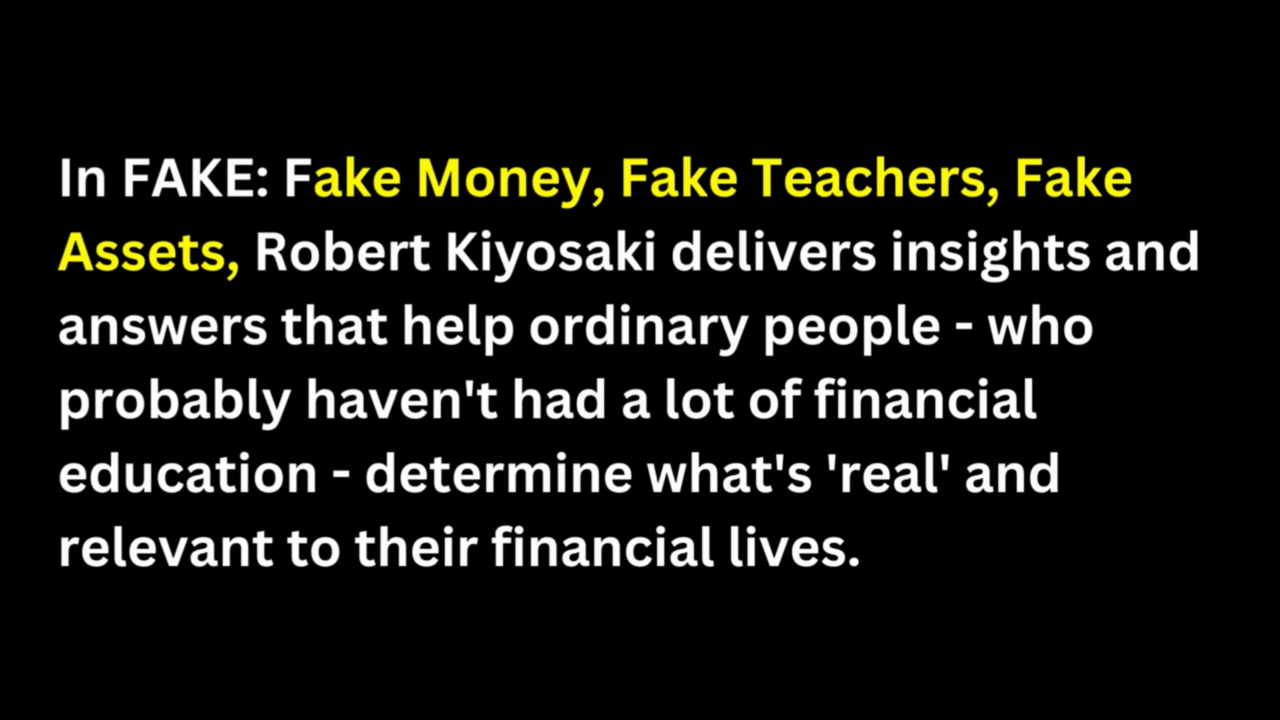 In FAKE: Fake Money, Fake Teachers, Fake
Assets, Robert Kiyosaki delivers insights and
answers that help ordinary people - who
probably haven't had a lot of financial
education - determine what's 'real' and
relevant to their financial lives.